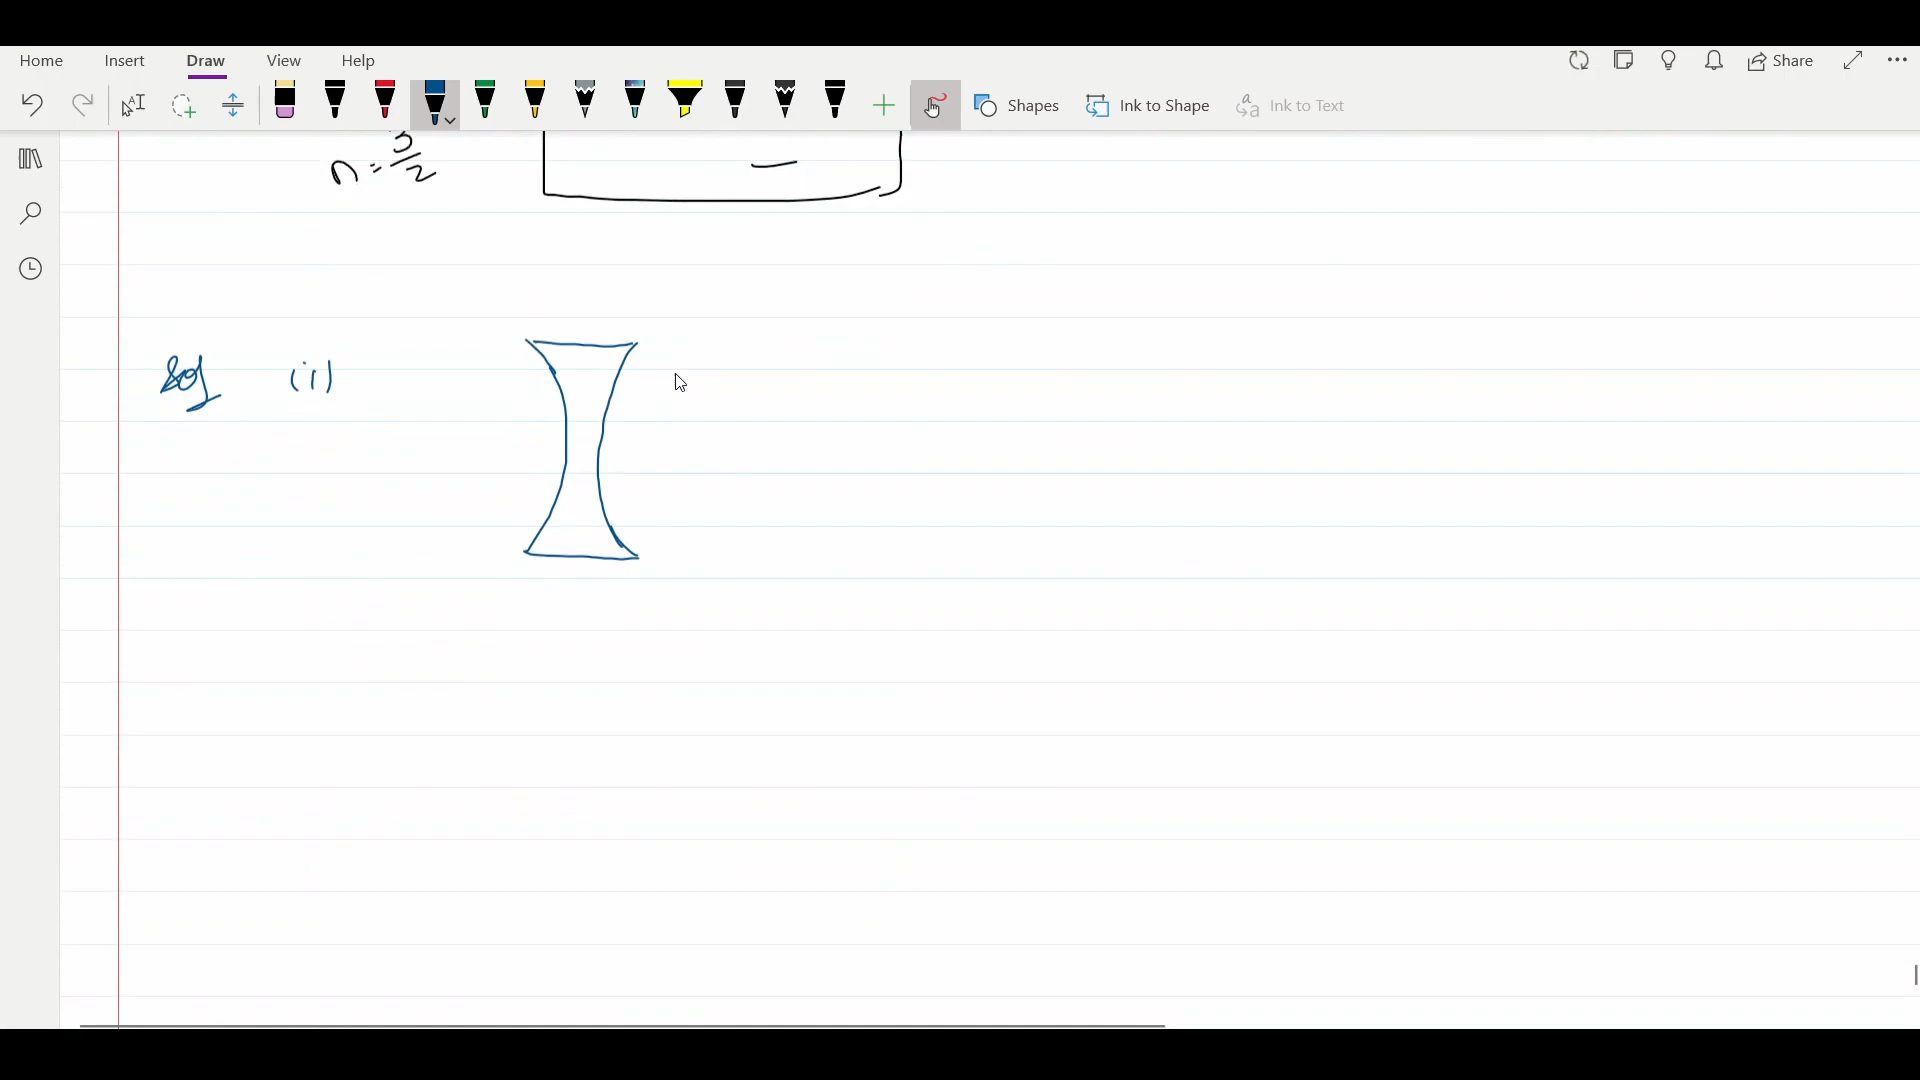 Home Insert Draw View Help Share
Shapes Ink to Shape Ink to Text
n = 3/2
Sol (i)